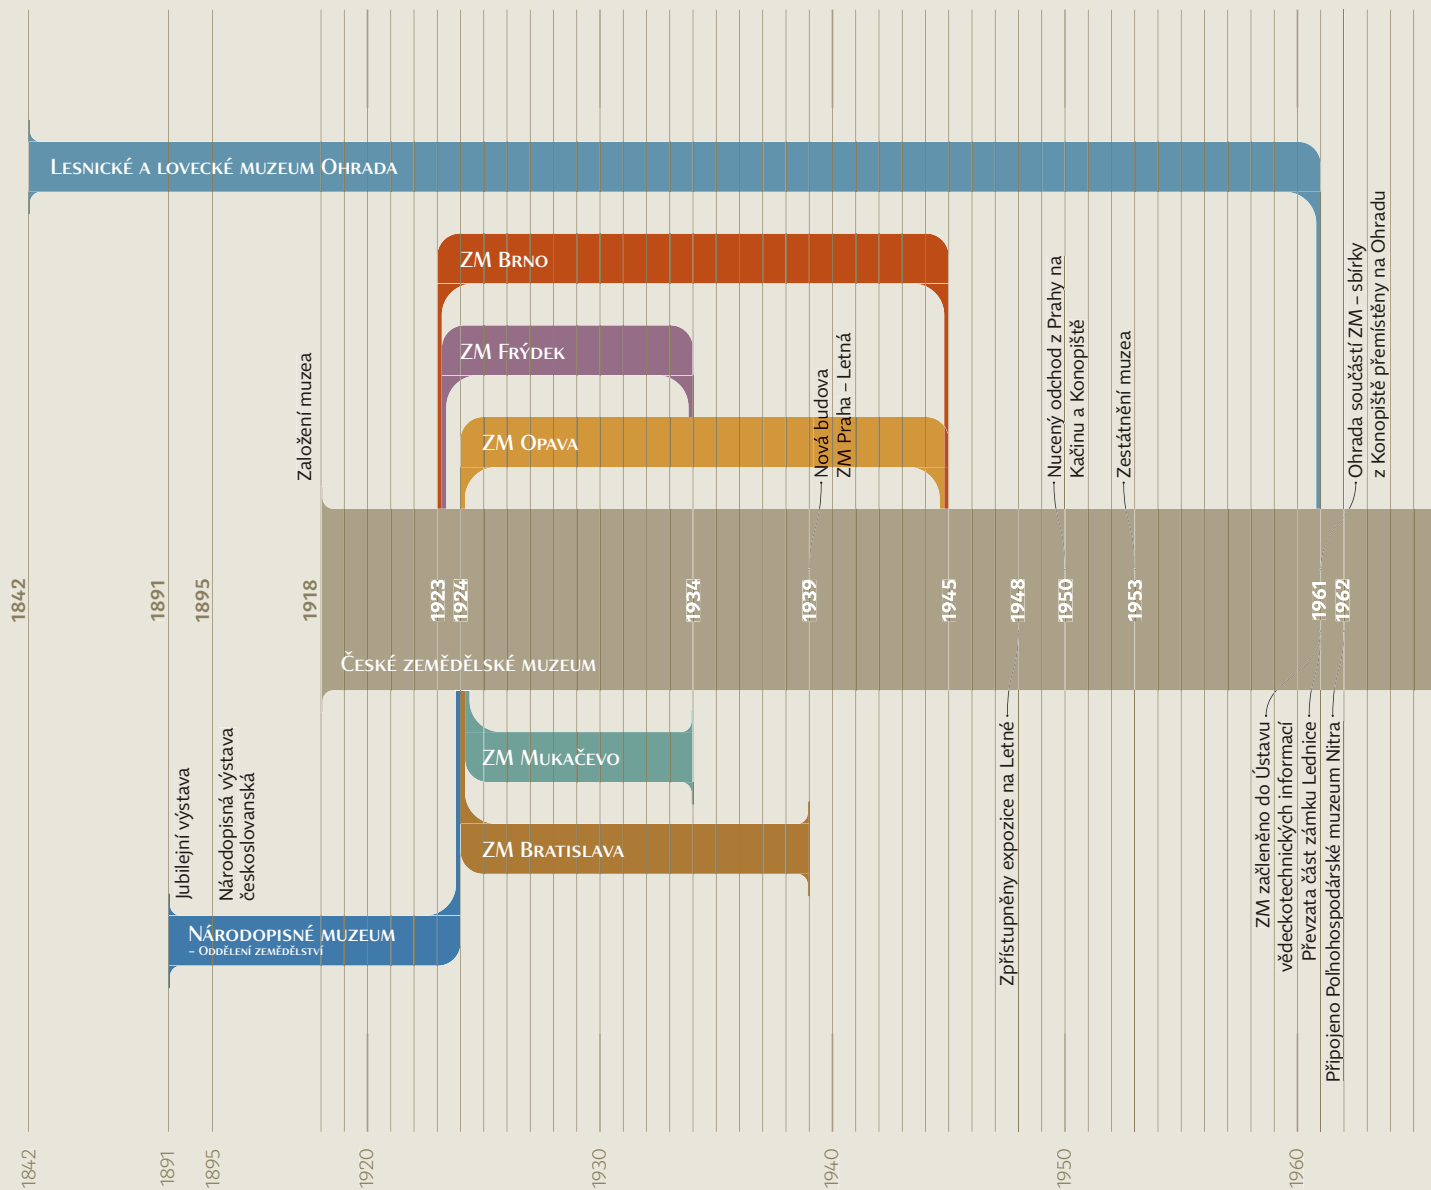 Lesnické a lovecké muzeum Ohrada
ZM Brno
ZM Frýdek
ZM Opava
Založení muzea
Nová budova
ZM Praha – Letná
Nucený odchod z Prahy na
Kačinu a Konopiště
Zestátnění muzea
Ohrada součástí ZM – sbírky
z Konopiště přemístěny na Ohradu
1842
1891
1895
1918
1923
1924
1934
1939
1945
1948
1950
1953
1961
1962
České zemědělské muzeum
ZM Mukačevo
ZM Bratislava
Jubilejní výstava
Národopisná výstava
českoslovanská
Národopisné muzeum
– Oddělení zemědělství
Zpřístupněny expozice na Letné
ZM začleněno do Ústavu
vědeckotechnických informací
Převzata část zámku Lednice
Připojeno Poľnohospodárské muzeum Nitra
1842
1891
1895
1920
1930
1940
1950
1960